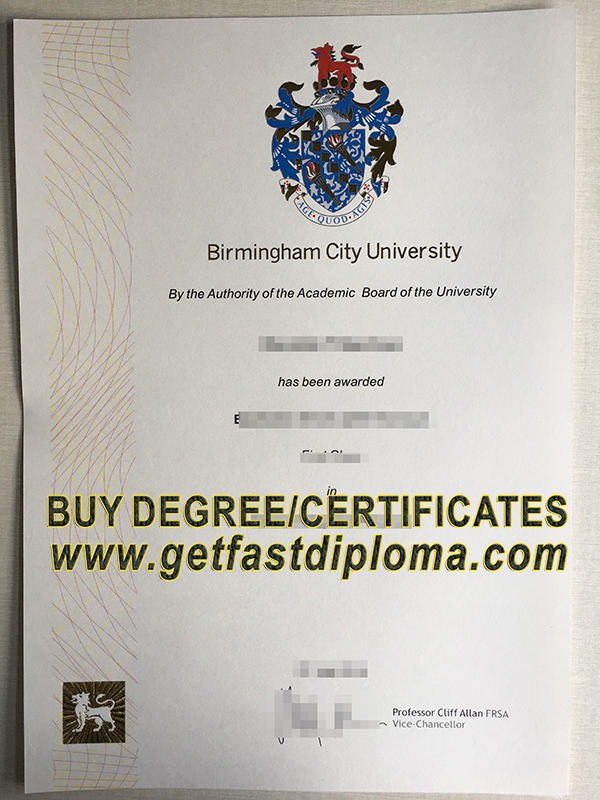 AGE·QUOD·AGIS
Birmingham City University
By the Authority of the Academic Board of the University
has been awarded
in
BUY DEGREE/CERTIFICATES
www.getfastdiploma.com
Professor Cliff Allan FRSA
Vice-Chancellor